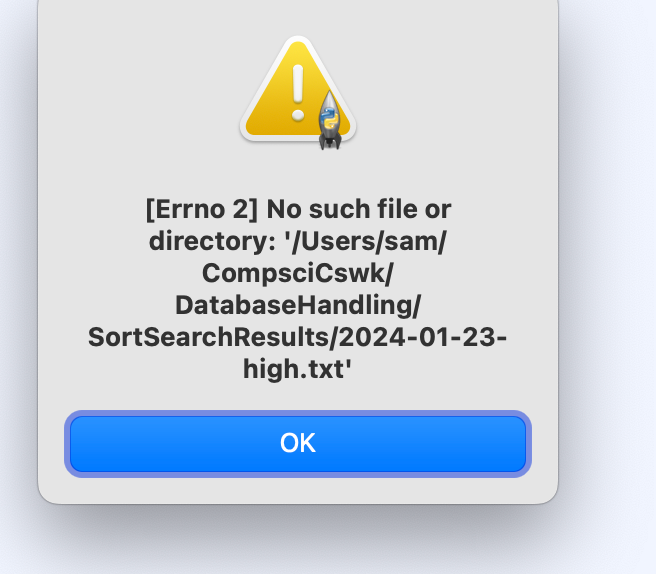 [Errno 2] No such file or
directory: '/Users/sam/
CompsciCswk/
DatabaseHandling/
SortSearchResults/2024-01-23-
high.txt'
OK